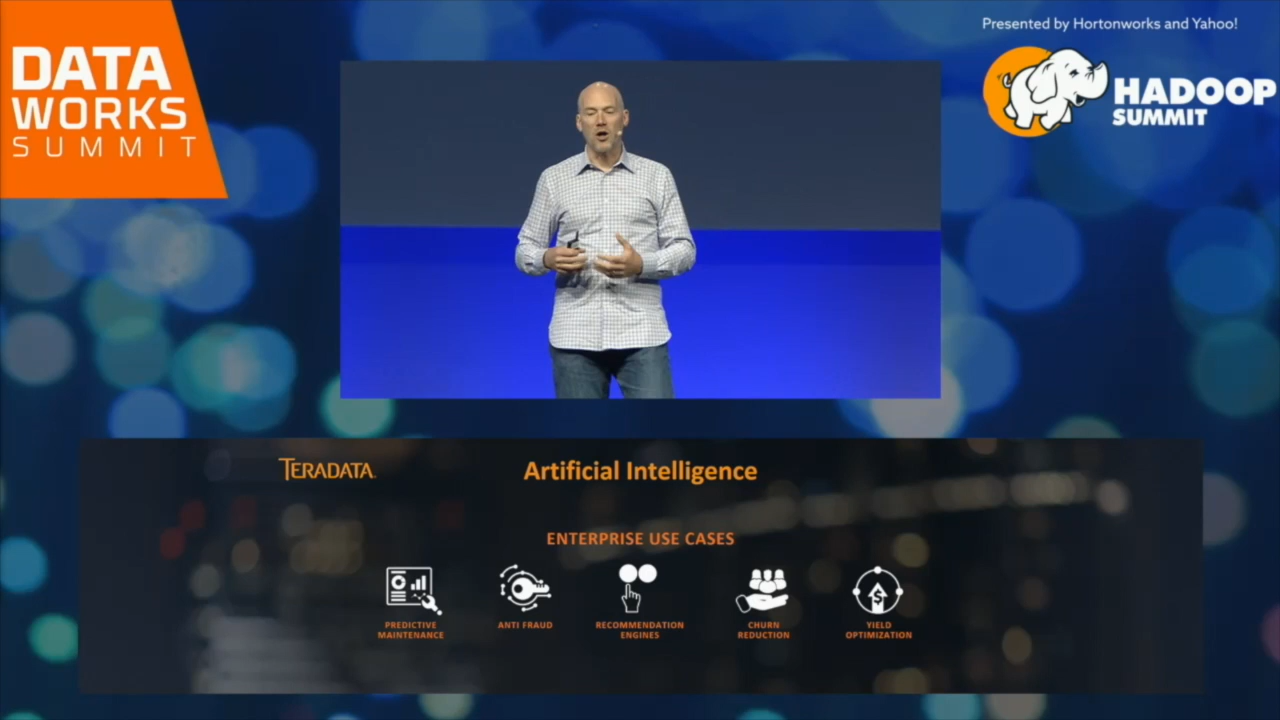 Presented by Hortonworks and Yahoo!
DATA
WORKS
SUMMIT
HADOOP
SUMMIT
TERADATA.
Artificial Intelligence
ENTERPRISE USE CASES
PREDICTIVE
MAINTENANCE
ANTI FRAUD
RECOMMENDATION
ENGINES
CHURN
REDUCTION
YIELD
OPTIMIZATION